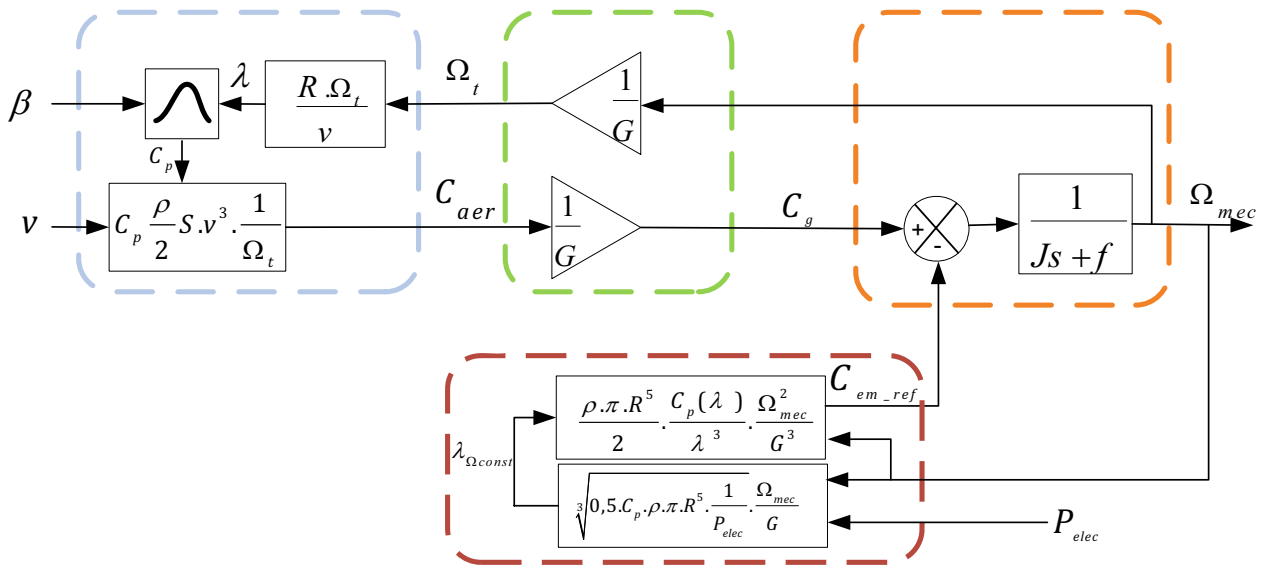 β
λ
R.Ω_t / v
Ω_t
1/G
C_p
v
C_p ρ/2 S.v^3 . 1/Ω_t
C_aer
1/G
C_g
+
-
1/(Js+f)
Ω_mec
ρ.π.R^5/2 . C_p(λ)/λ^3 . Ω_mec^2/G^3
C_em_ref
λ_Ωconst
∛(0,5.C_p.ρ.π.R^5 . 1/P_elec) . Ω_mec/G
P_elec